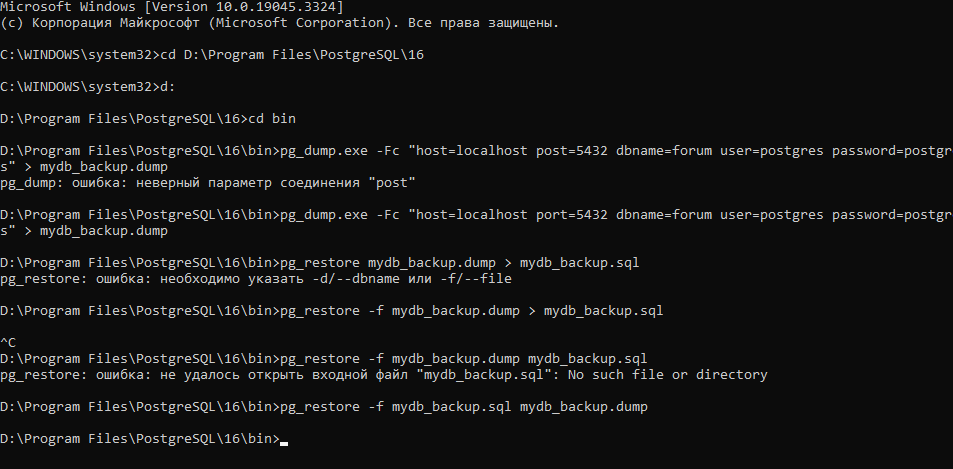 Microsoft Windows [Version 10.0.19045.3324]
(c) Корпорация Майкрософт (Microsoft Corporation). Все права защищены.
C:\WINDOWS\system32>cd D:\Program Files\PostgreSQL\16
C:\WINDOWS\system32>d:
D:\Program Files\PostgreSQL\16>cd bin
D:\Program Files\PostgreSQL\16\bin>pg_dump.exe -Fc "host=localhost post=5432 dbname=forum user=postgres password=postgre
s" > mydb_backup.dump
pg_dump: ошибка: неверный параметр соединения "post"
D:\Program Files\PostgreSQL\16\bin>pg_dump.exe -Fc "host=localhost port=5432 dbname=forum user=postgres password=postgre
s" > mydb_backup.dump
D:\Program Files\PostgreSQL\16\bin>pg_restore mydb_backup.dump > mydb_backup.sql
pg_restore: ошибка: необходимо указать -d/--dbname или -f/--file
D:\Program Files\PostgreSQL\16\bin>pg_restore -f mydb_backup.dump > mydb_backup.sql
^C
D:\Program Files\PostgreSQL\16\bin>pg_restore -f mydb_backup.dump mydb_backup.sql
pg_restore: ошибка: не удалось открыть входной файл "mydb_backup.sql": No such file or directory
D:\Program Files\PostgreSQL\16\bin>pg_restore -f mydb_backup.sql mydb_backup.dump
D:\Program Files\PostgreSQL\16\bin>